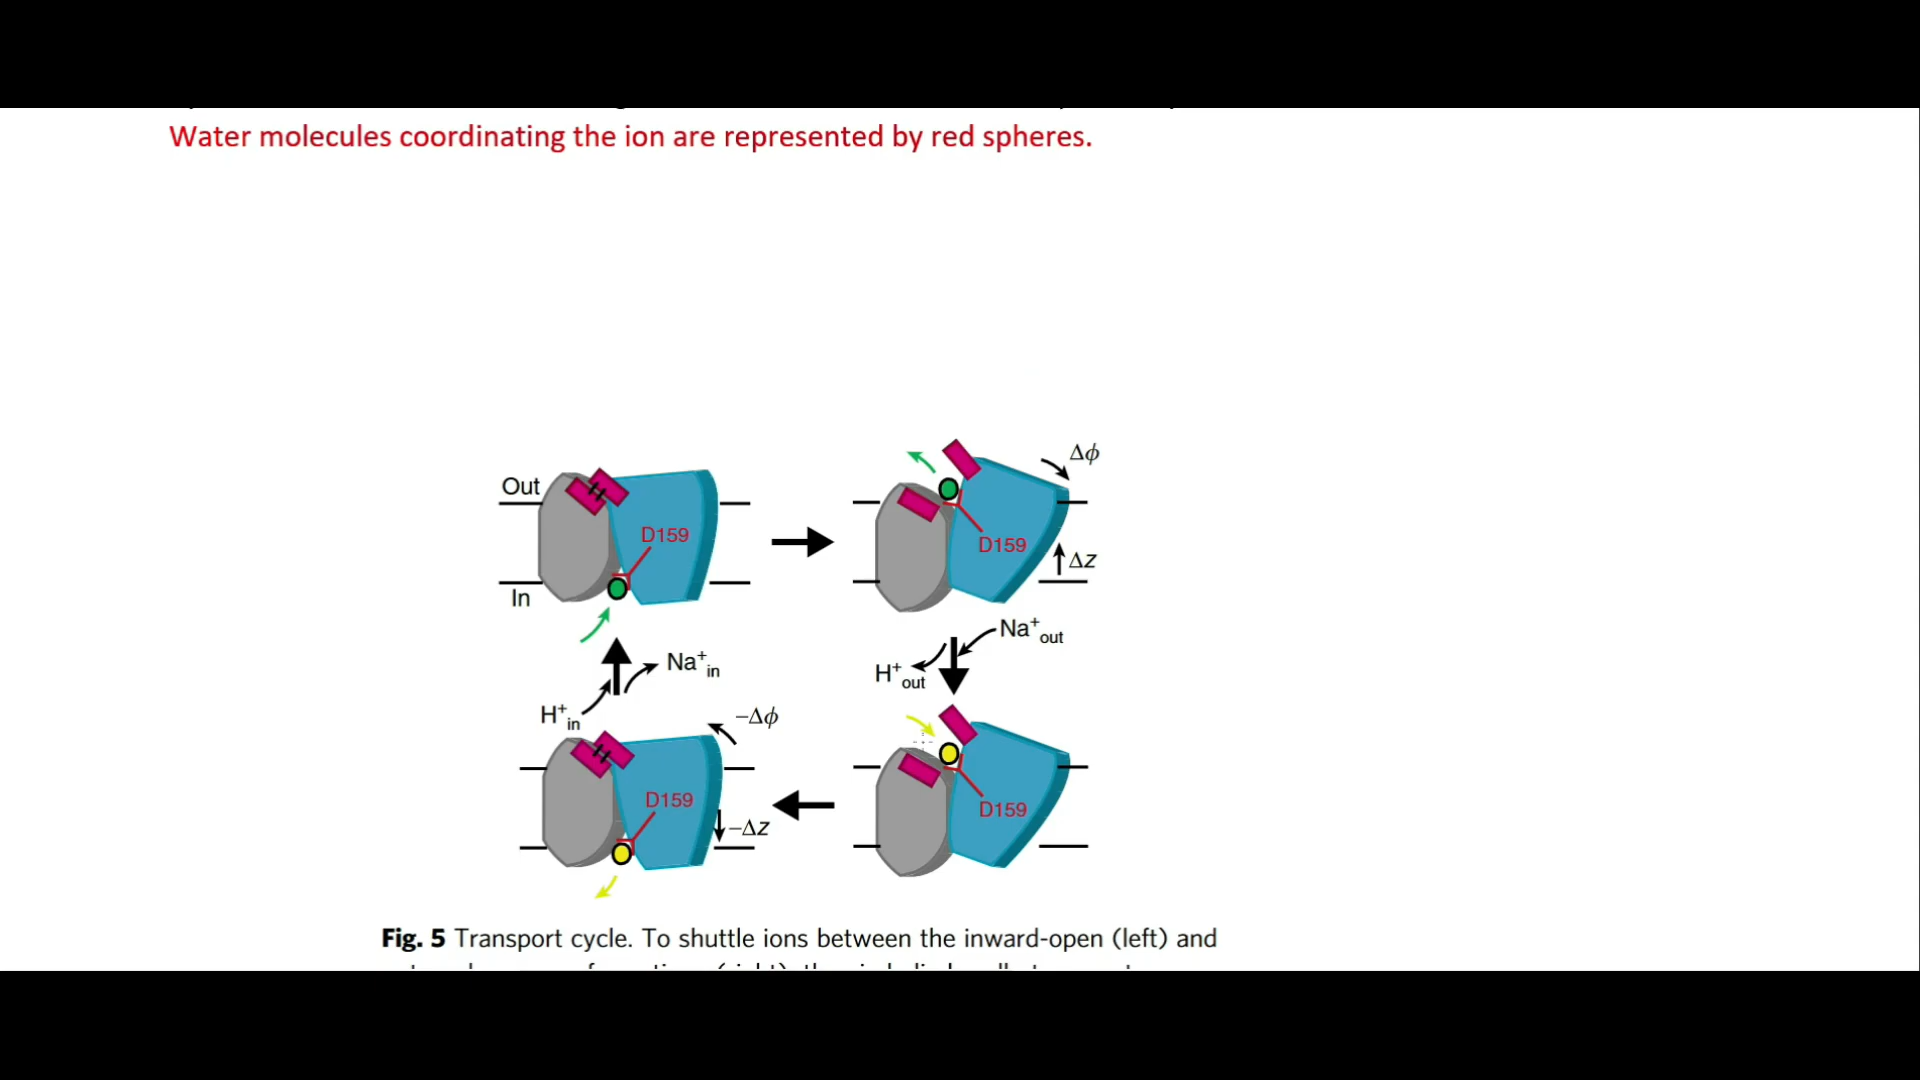 Water molecules coordinating the ion are represented by red spheres.
Out
D159
In
Δϕ
D159
Δz
Na⁺out
H⁺out
Na⁺in
H⁺in
−Δϕ
D159
−Δz
D159
Fig. 5 Transport cycle. To shuttle ions between the inward-open (left) and